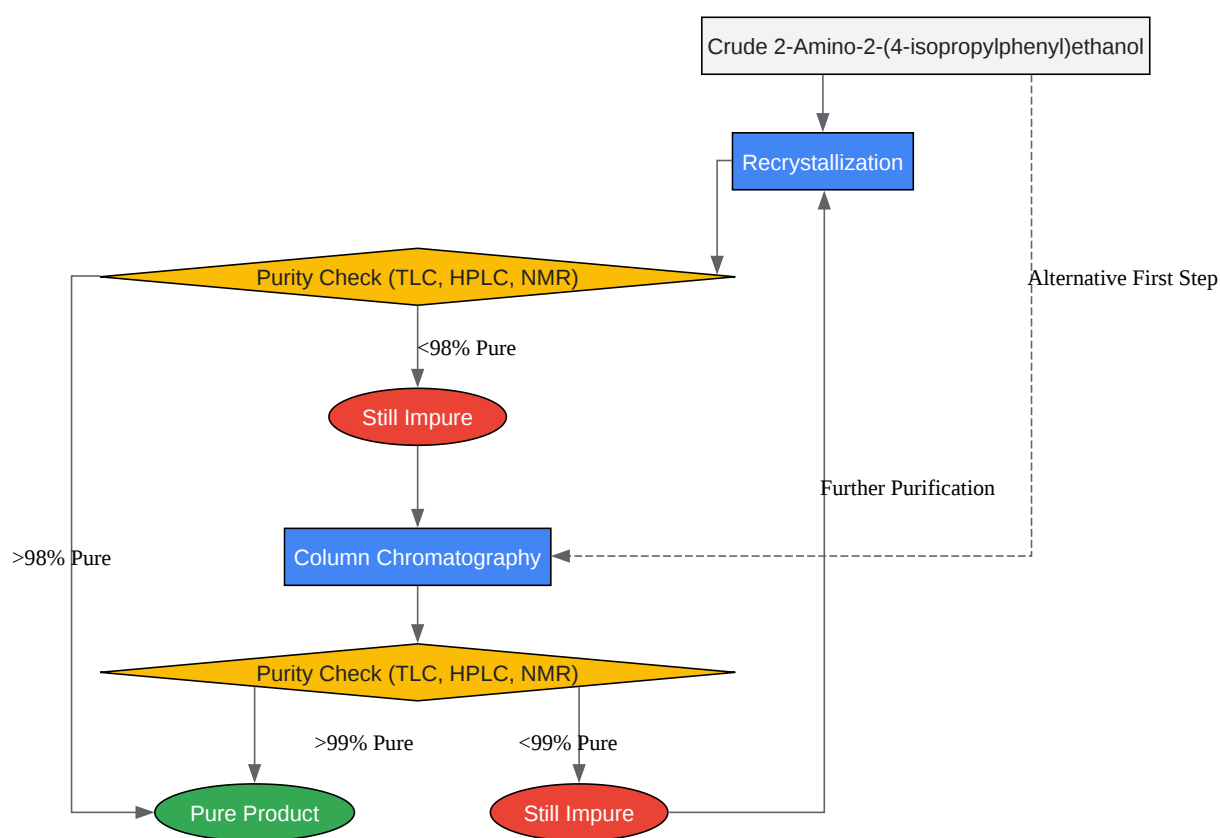 Crude 2-Amino-2-(4-isopropylphenyl)ethanol
Recrystallization
Purity Check (TLC, HPLC, NMR)
Alternative First Step
<98% Pure
Still Impure
Further Purification
>98% Pure
Column Chromatography
Purity Check (TLC, HPLC, NMR)
>99% Pure
<99% Pure
Pure Product
Still Impure